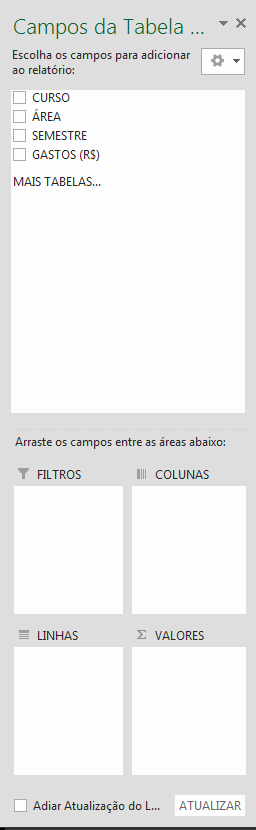 Campos da Tabela ...
Escolha os campos para adicionar
ao relatório:
CURSO
ÁREA
SEMESTRE
GASTOS (R$)
MAIS TABELAS...
Arraste os campos entre as áreas abaixo:
FILTROS
COLUNAS
LINHAS
Σ VALORES
Adiar Atualização do L...
ATUALIZAR